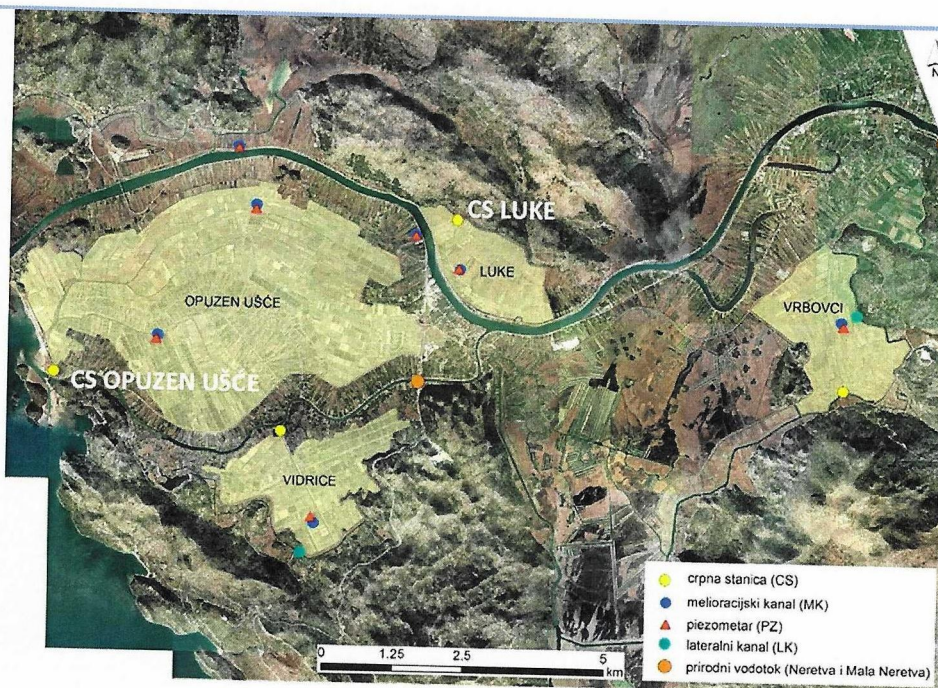 N
CS LUKE
LUKE
OPUZEN UŠĆE
VRBOVCI
CS OPUZEN UŠĆE
VIDRICE
crpna stanica (CS)
melioracijski kanal (MK)
piezometar (PZ)
lateralni kanal (LK)
prirodni vodotok (Neretva i Mala Neretva)
0 1.25 2.5 5
km